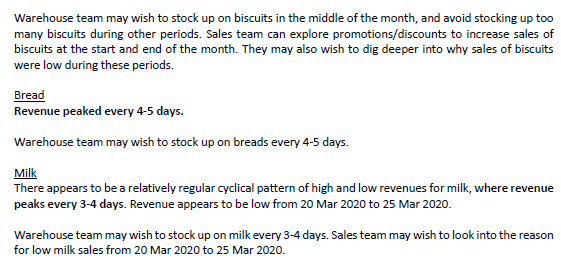 Warehouse team may wish to stock up on biscuits in the middle of the month, and avoid stocking up too
many biscuits during other periods. Sales team can explore promotions/discounts to increase sales of
biscuits at the start and end of the month. They may also wish to dig deeper into why sales of biscuits
were low during these periods.
Bread
Revenue peaked every 4-5 days.
Warehouse team may wish to stock up on breads every 4-5 days.
Milk
There appears to be a relatively regular cyclical pattern of high and low revenues for milk, where revenue
peaks every 3-4 days. Revenue appears to be low from 20 Mar 2020 to 25 Mar 2020.
Warehouse team may wish to stock up on milk every 3-4 days. Sales team may wish to look into the reason
for low milk sales from 20 Mar 2020 to 25 Mar 2020.